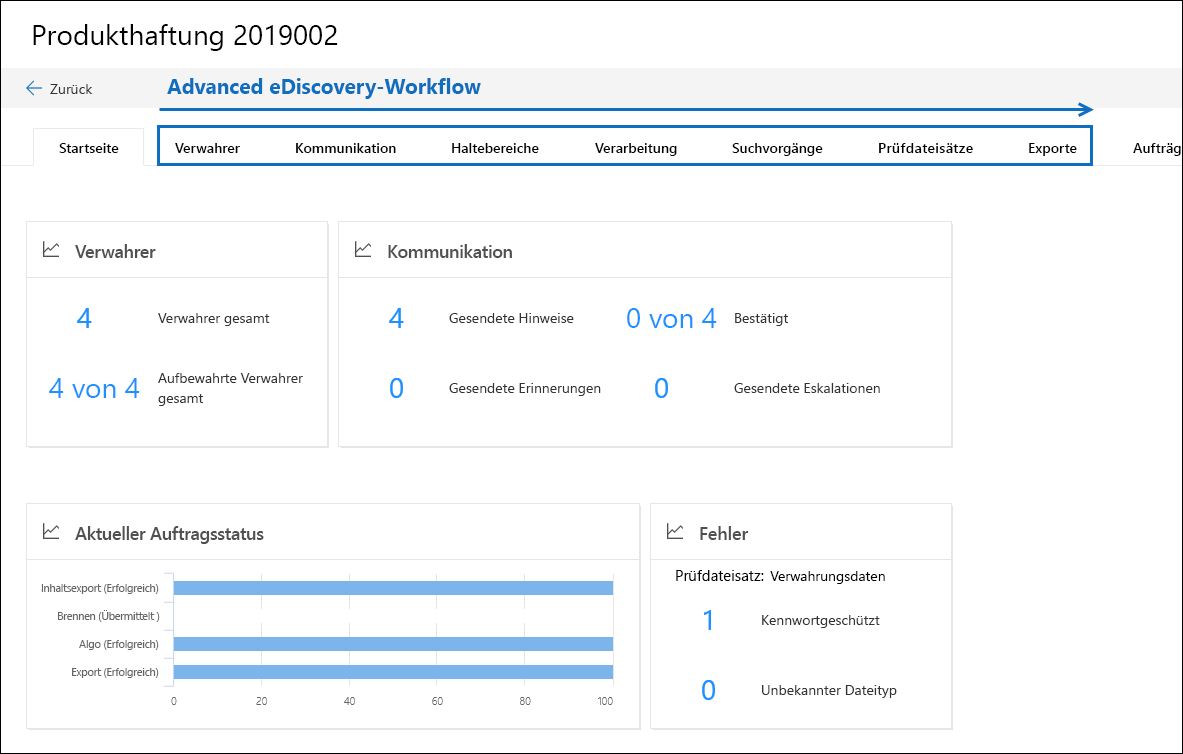 Produkthaftung 2019002
Zurück
Advanced eDiscovery-Workflow
Startseite Verwahrer Kommunikation Haltebereiche Verarbeitung Suchvorgänge Prüfdateisätze Exporte Aufträg
Verwahrer
4 Verwahrer gesamt
4 von 4 Aufbewahrte Verwahrer
gesamt
Kommunikation
4 Gesendete Hinweise 0 von 4 Bestätigt
0 Gesendete Erinnerungen 0 Gesendete Eskalationen
Aktueller Auftragsstatus
Inhaltsexport (Erfolgreich)
Brennen (Übermittelt )
Algo (Erfolgreich)
Export (Erfolgreich)
0 20 40 60 80 100
Fehler
Prüfdateisatz: Verwahrungsdaten
1 Kennwortgeschützt
0 Unbekannter Dateityp